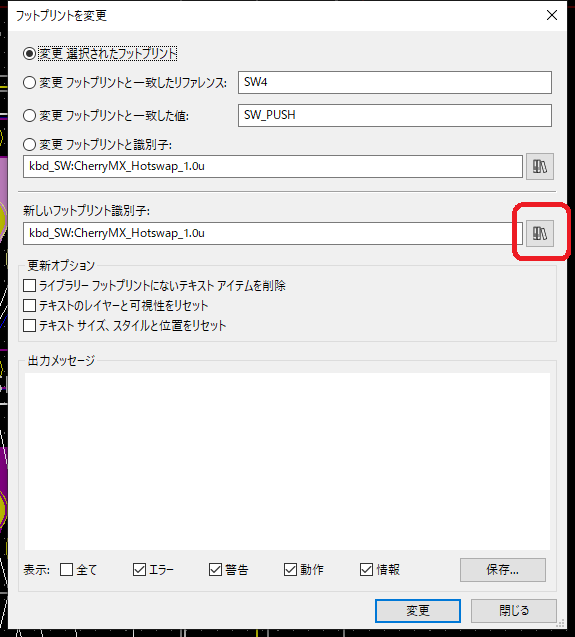 フットプリントを変更
変更 選択されたフットプリント
変更 フットプリントと一致したリファレンス: SW4
変更 フットプリントと一致した値: SW_PUSH
変更 フットプリントと識別子:
kbd_SW:CherryMX_Hotswap_1.0u
新しいフットプリント識別子:
kbd_SW:CherryMX_Hotswap_1.0u
更新オプション
ライブラリー フットプリントにないテキスト アイテムを削除
テキストのレイヤーと可視性をリセット
テキスト サイズ、スタイルと位置をリセット
出力メッセージ
表示: 全て エラー 警告 動作 情報 保存...
変更 閉じる